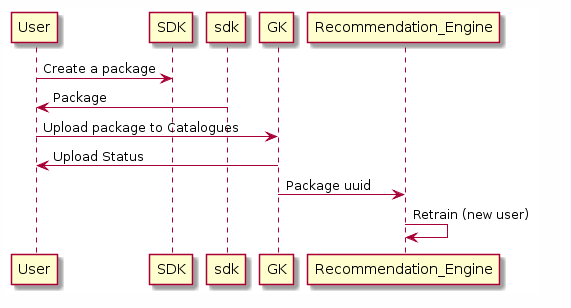 User SDK sdk GK Recommendation_Engine
Create a package
Package
Upload package to Catalogues
Upload Status
Package uuid
Retrain (new user)
User SDK sdk GK Recommendation_Engine